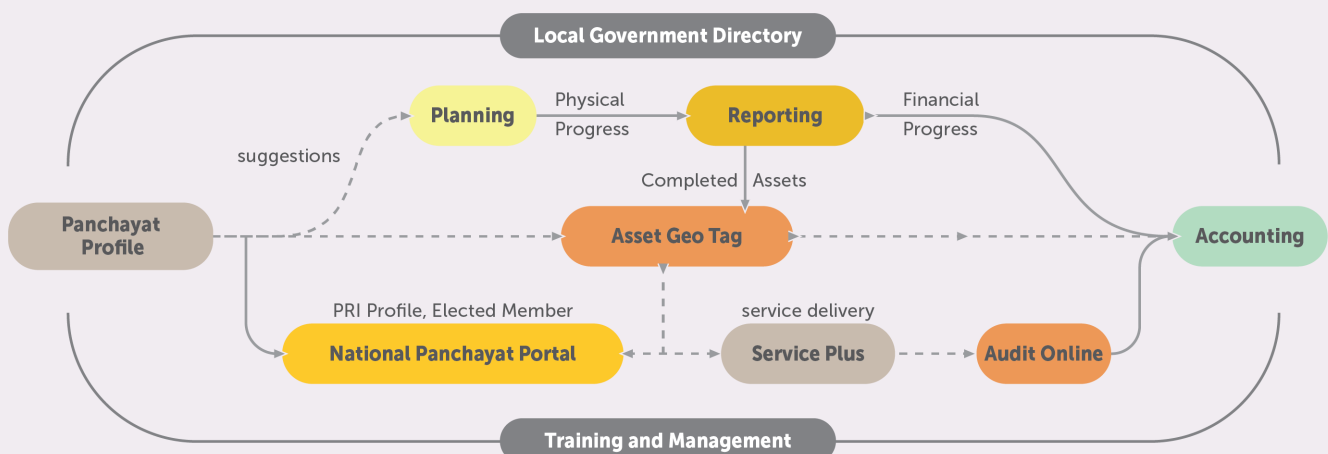 Local Government Directory
Planning
Physical
Progress
Reporting
Financial
Progress
suggestions
Completed Assets
Panchayat
Profile
Asset Geo Tag
Accounting
PRI Profile, Elected Member
National Panchayat Portal
service delivery
Service Plus
Audit Online
Training and Management